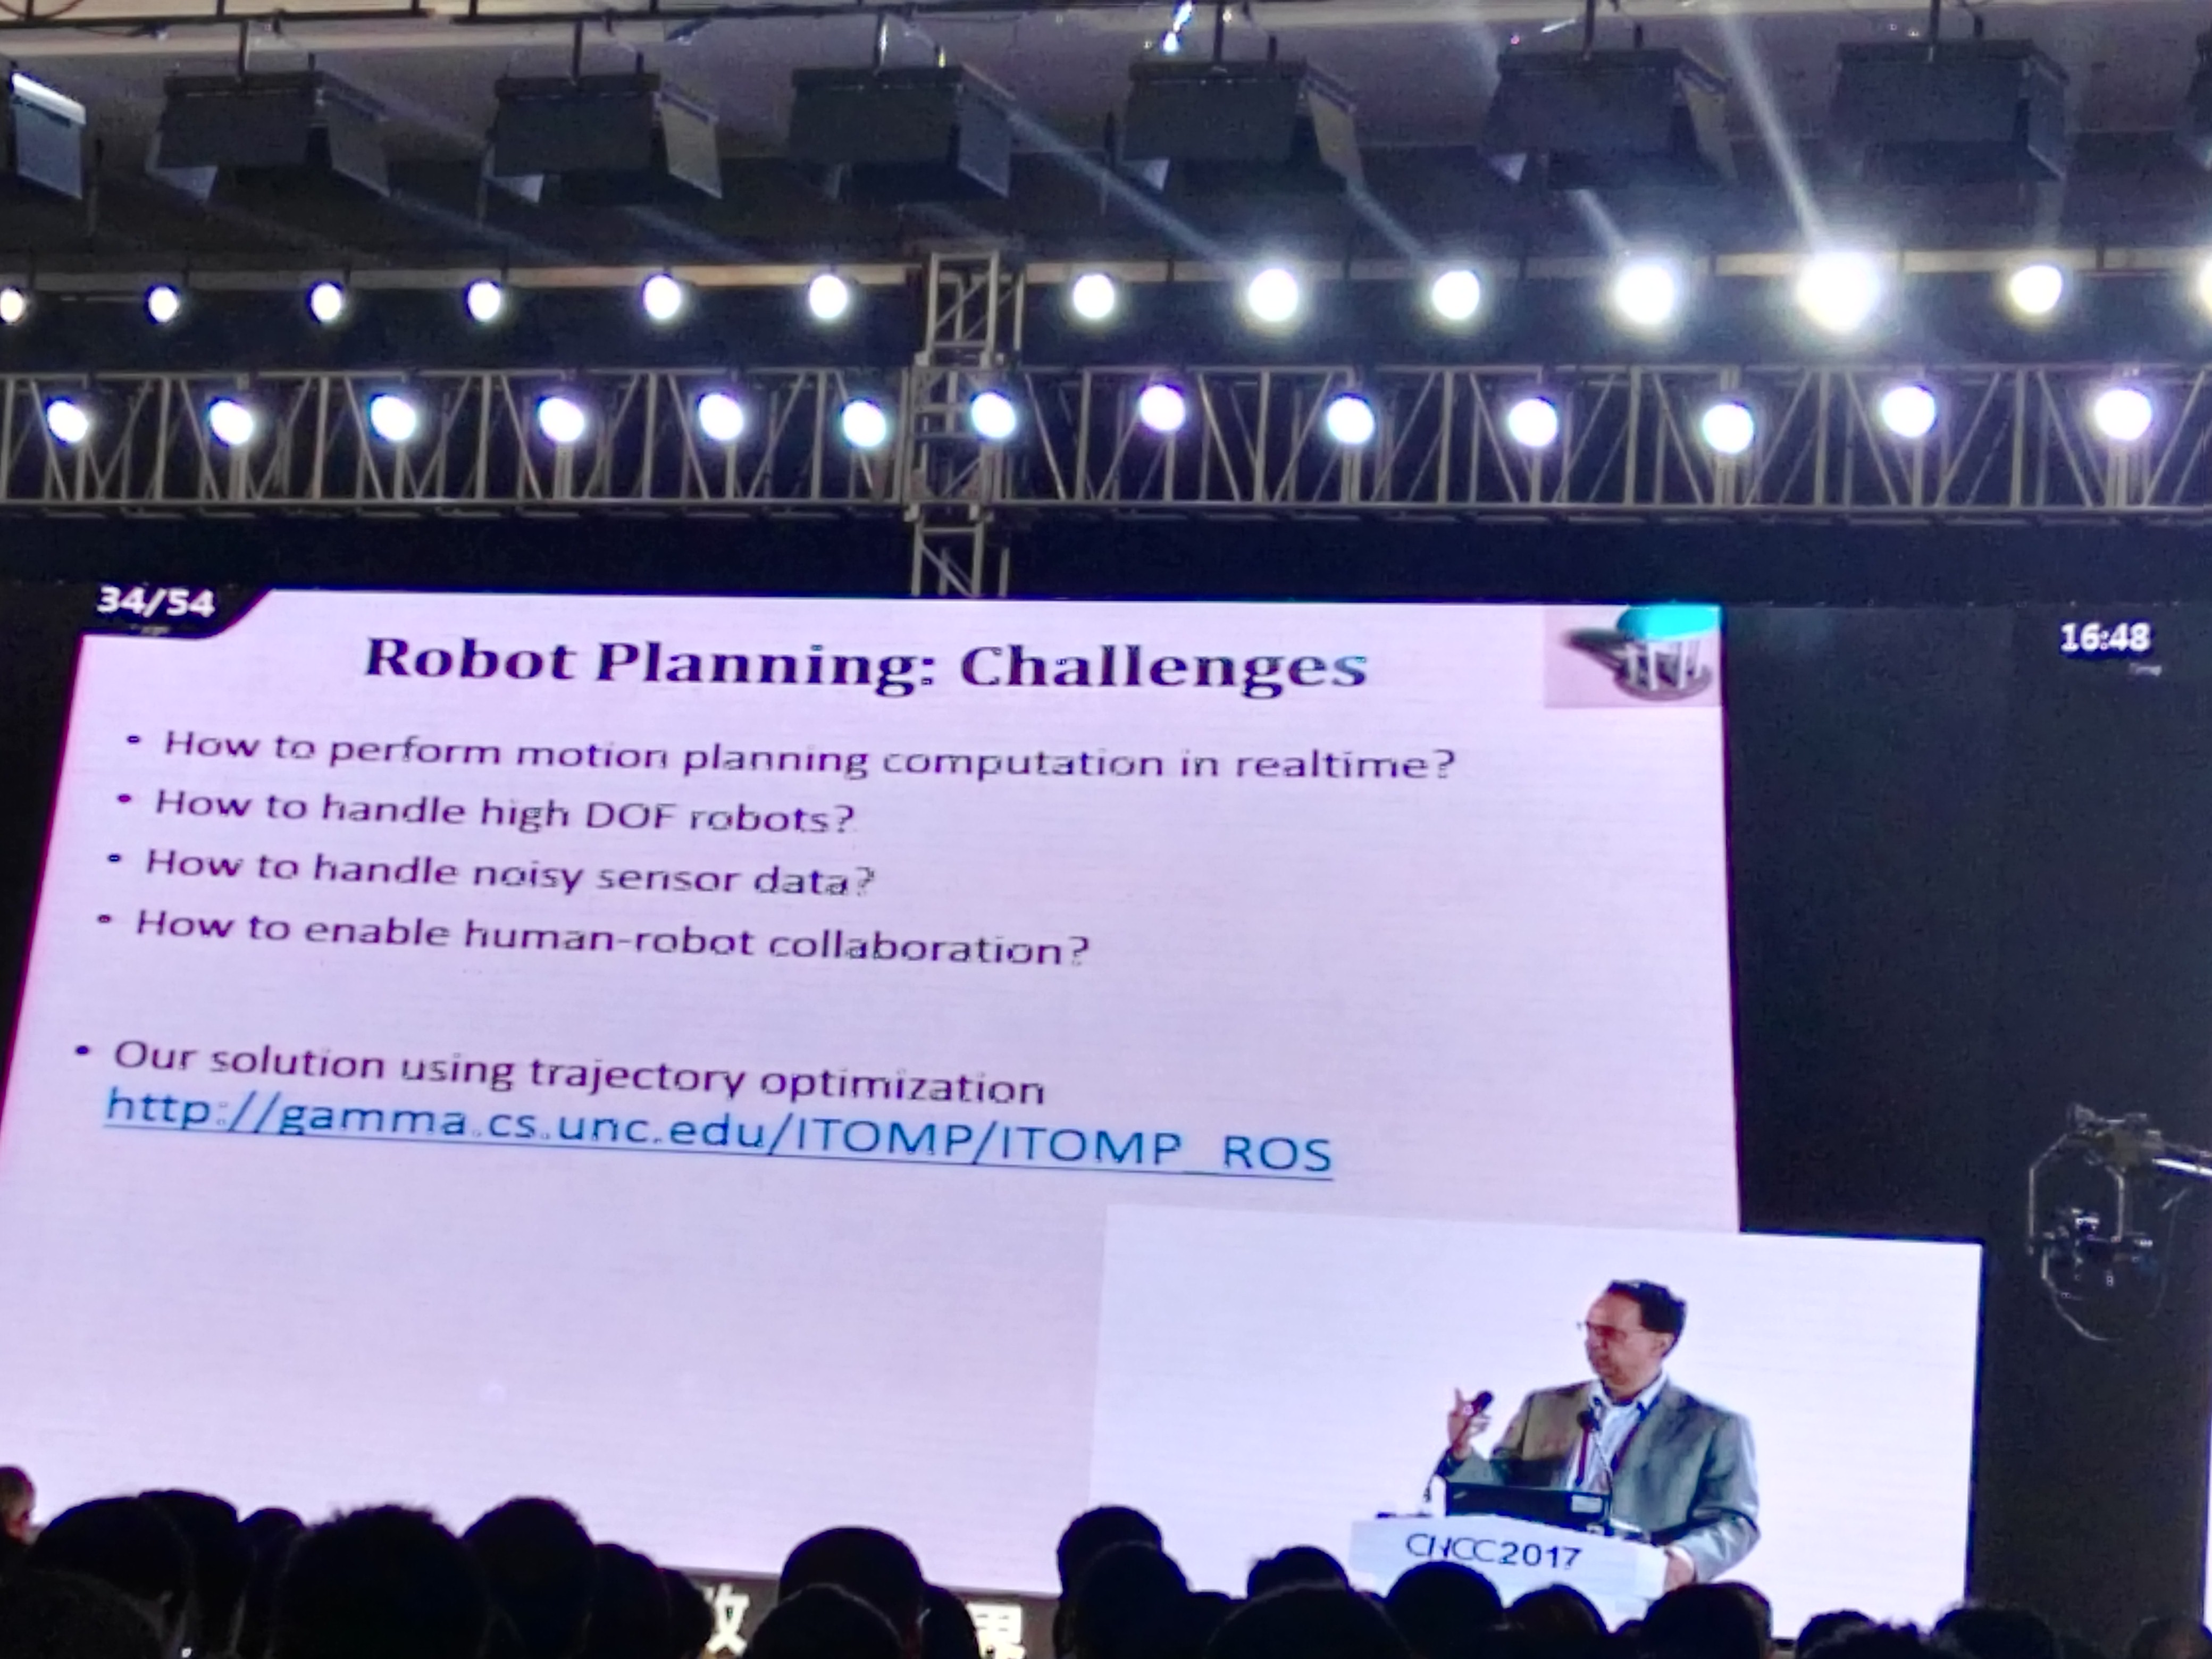 34/54
Robot Planning: Challenges
16:48
• How to perform motion planning computation in realtime?
• How to handle high DOF robots?
• How to handle noisy sensor data?
• How to enable human-robot collaboration?
• Our solution using trajectory optimization
http://gamma.cs.unc.edu/ITOMP/ITOMP_ROS
CNCC2017